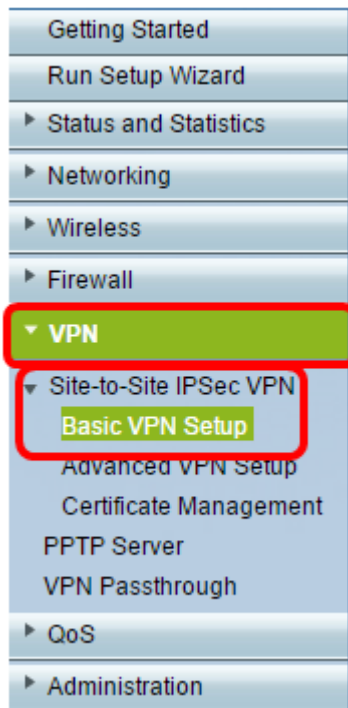 Getting Started
Run Setup Wizard
Status and Statistics
Networking
Wireless
Firewall
VPN
Site-to-Site IPSec VPN
Basic VPN Setup
Advanced VPN Setup
Certificate Management
PPTP Server
VPN Passthrough
QoS
Administration